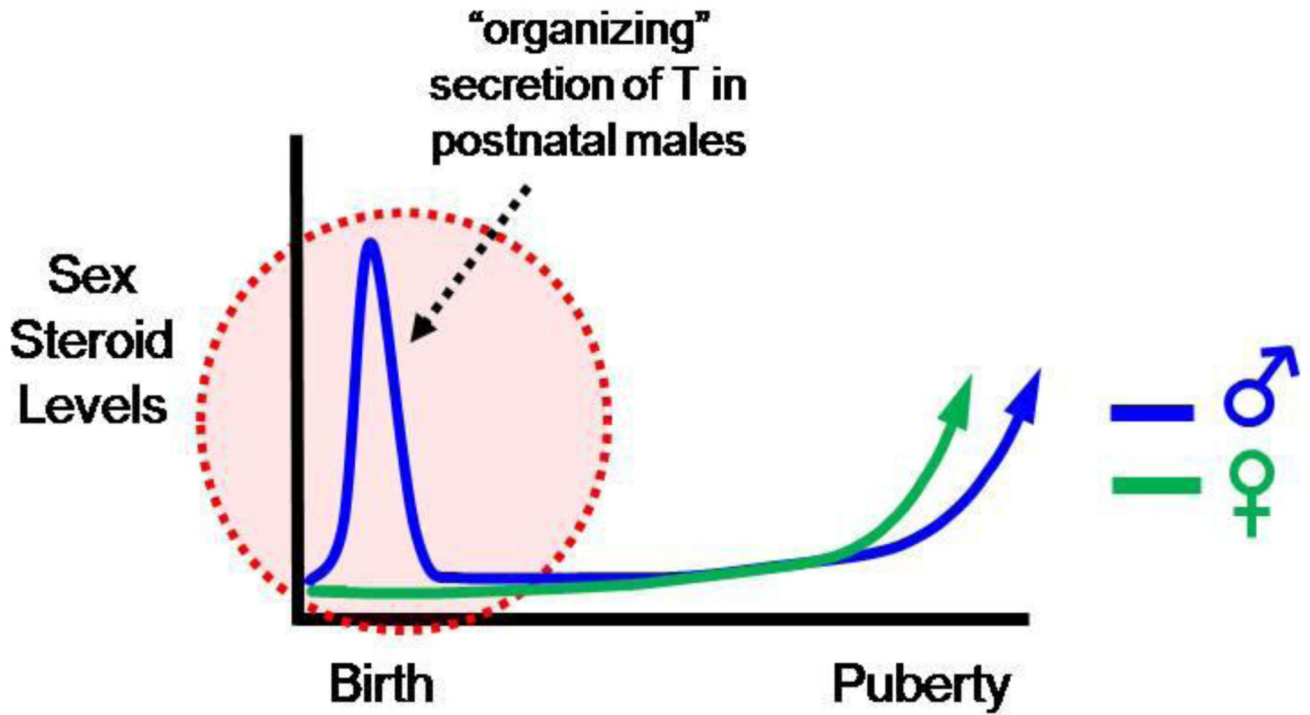 “organizing”
secretion of T in
postnatal males
Sex
Steroid
Levels
♂
♀
Birth
Puberty